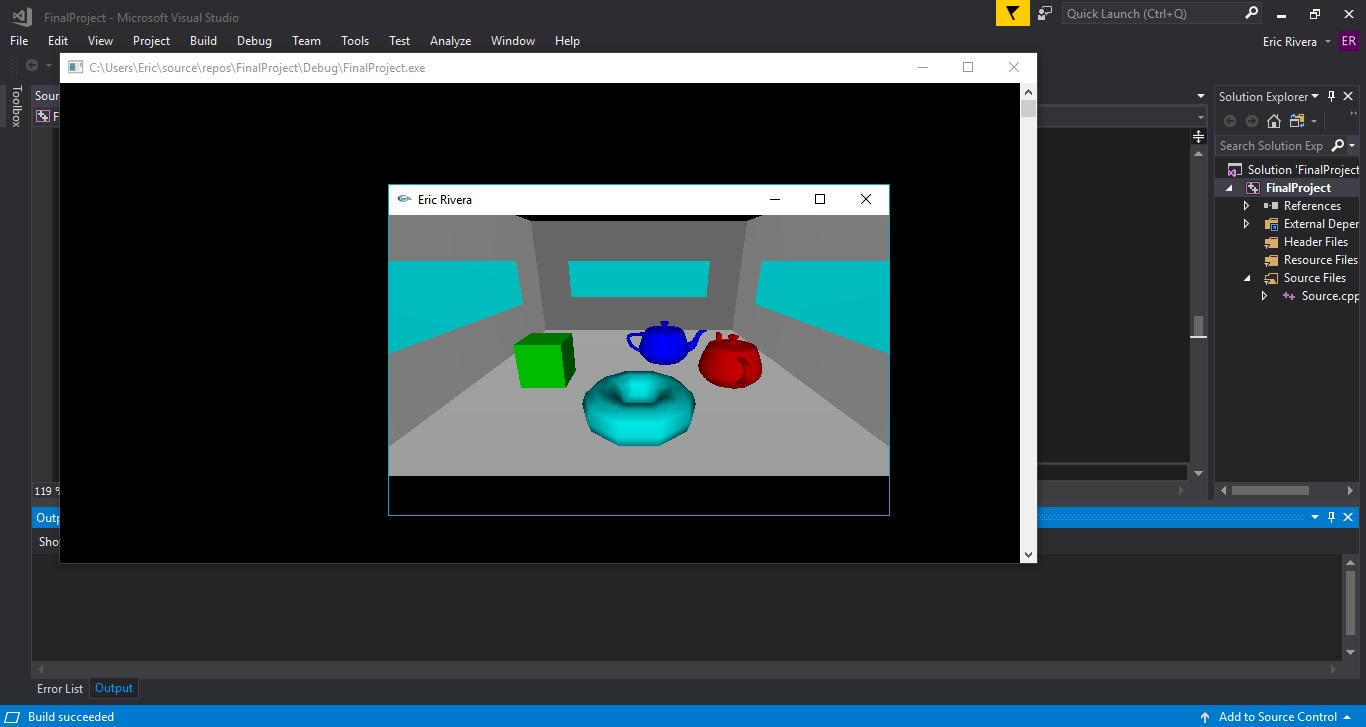 FinalProject - Microsoft Visual Studio
Quick Launch (Ctrl+Q)
File Edit View Project Build Debug Team Tools Test Analyze Window Help
Eric Rivera ER
C:\Users\Eric\source\repos\FinalProject\Debug\FinalProject.exe
Toolbox
Sour
F
Solution Explorer
Search Solution Exp
Solution 'FinalProject
FinalProject
References
External Deper
Header Files
Resource Files
Source Files
Source.cpp
Eric Rivera
119 %
Outp
Sho
Error List Output
Build succeeded
Add to Source Control